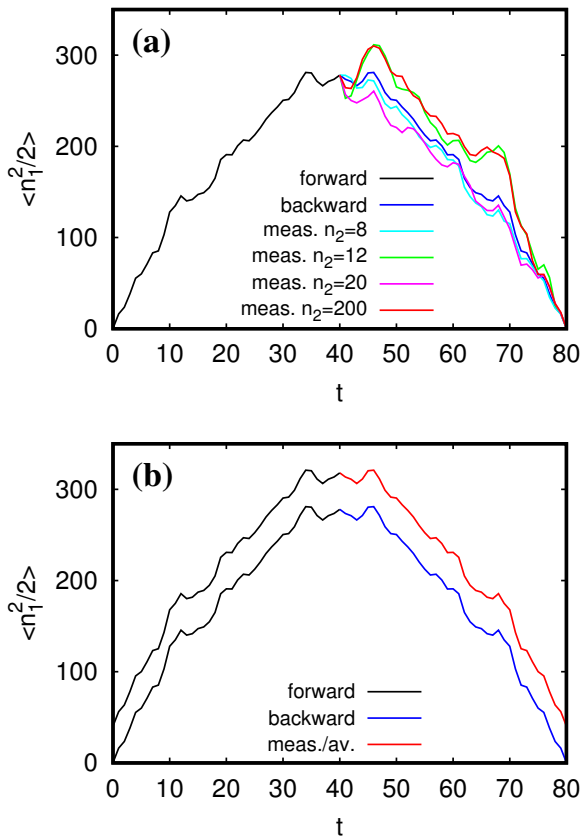 (a)
<n₁²/2>
300
200
100
0
forward
backward
meas. n₂=8
meas. n₂=12
meas. n₂=20
meas. n₂=200
0 10 20 30 40 50 60 70 80
t
(b)
<n₁²/2>
300
200
100
0
forward
backward
meas./av.
0 10 20 30 40 50 60 70 80
t